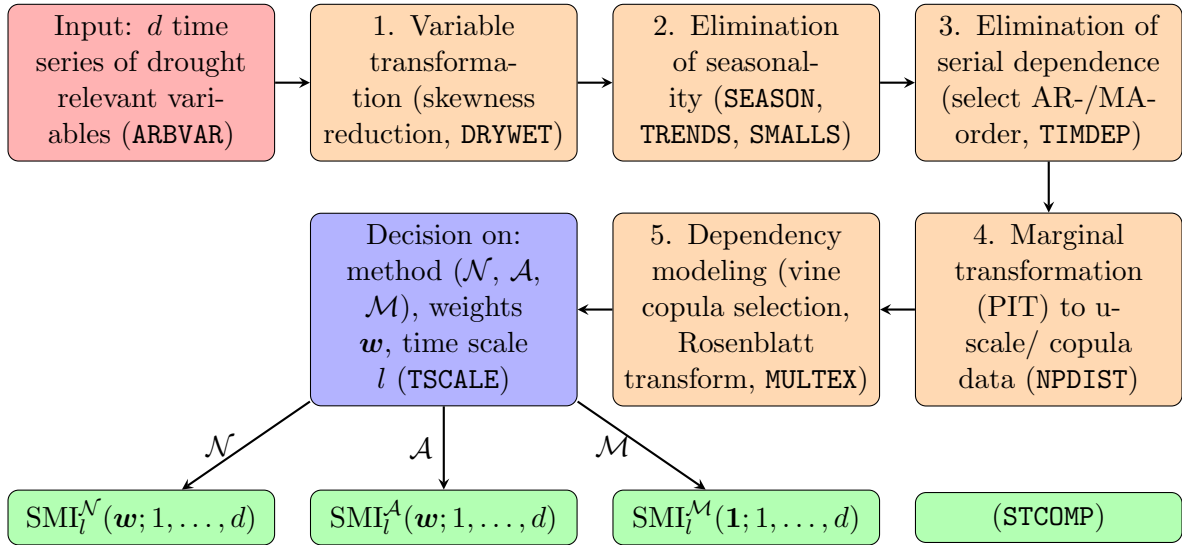 Input: d time
series of drought
relevant vari-
ables (ARBVAR)
1. Variable
transforma-
tion (skewness
reduction, DRYWET)
2. Elimination
of seasonal-
ity (SEASON,
TRENDS, SMALLS)
3. Elimination of
serial dependence
(select AR-/MA-
order, TIMDEP)
4. Marginal
transformation
(PIT) to u-
scale/ copula
data (NPDIST)
5. Dependency
modeling (vine
copula selection,
Rosenblatt
transform, MULTEX)
Decision on:
method (𝒩, 𝒜,
ℳ), weights
𝒘, time scale
l (TSCALE)
𝒩
𝒜
ℳ
SMI_l^𝒩(𝒘; 1, . . . , d)
SMI_l^𝒜(𝒘; 1, . . . , d)
SMI_l^ℳ(𝟏; 1, . . . , d)
(STCOMP)